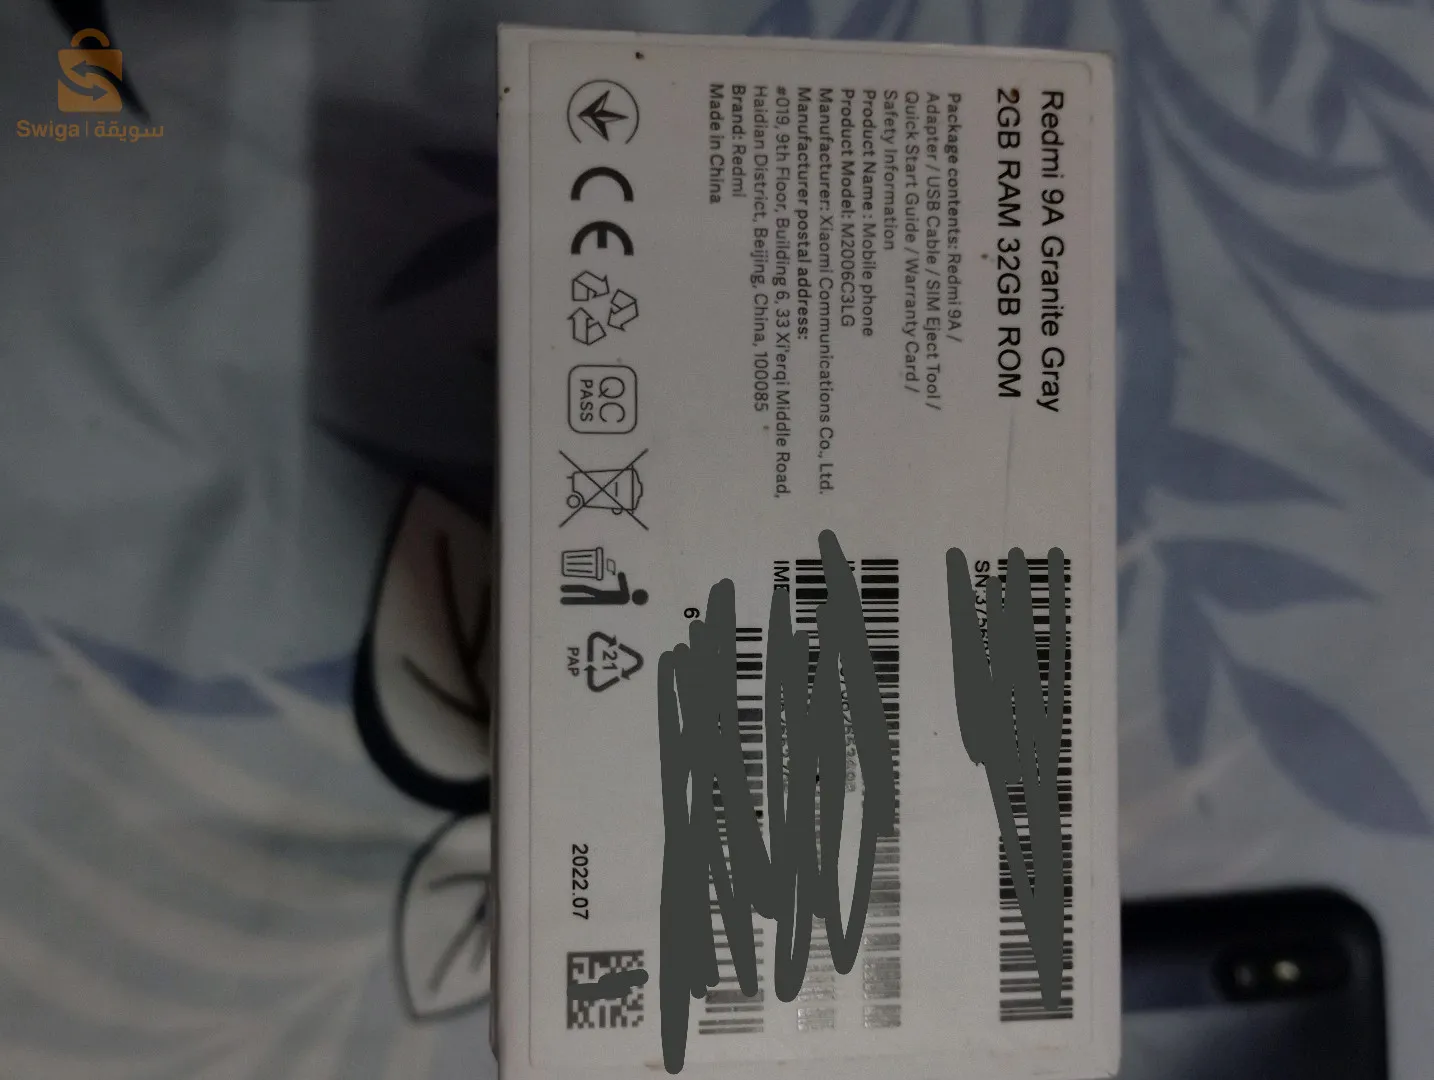 Swiga | سويقة
Redmi 9A Granite Gray
2GB RAM 32GB ROM
Package contents: Redmi 9A /
Adapter / USB Cable / SIM Eject Tool /
Quick Start Guide / Warranty Card /
Safety Information
Product Name : Mobile phone
Product Model: M2006C3LG
Manufacturer: Xiaomi Communications Co., Ltd.
Manufacturer postal address:
#019, 9th Floor, Building 6, 33 Xi'erqi Middle Road,
Haidian District, Beijing, China, 100085
Brand: Redmi
Made in China
CE
QC
PASS
21
PAP
SN:
6
2022.07